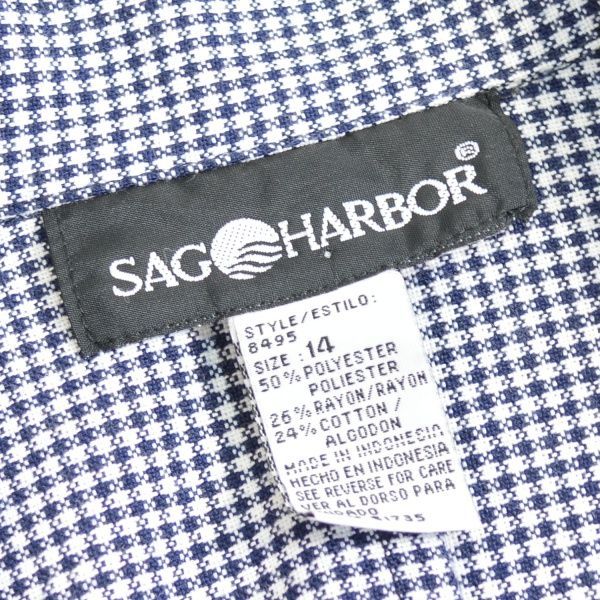 SAG HARBOR ®
STYLE/ESTILO:
8495
SIZE : 14
50% POLYESTER
POLIESTER
26% RAYON/RAYON
24% COTTON /
ALGODON
MADE IN INDONESIA
HECHO EN INDONESIA
SEE REVERSE FOR CARE
VER AL DORSO PARA